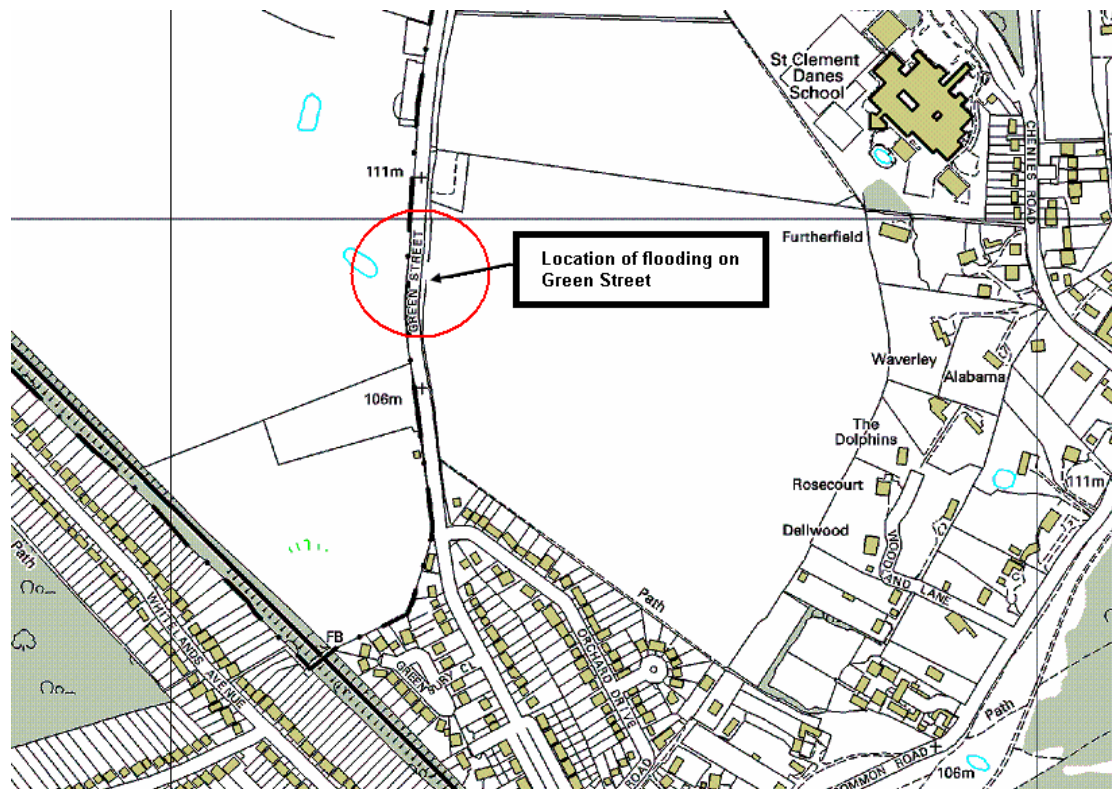 St Clement
Danes
School
CHENIES ROAD
111m
Furtherfield
GREEN STREET
Location of flooding on
Green Street
Waverley
Alabama
106m
The
Dolphins
111m
Rosecourt
Dellwood
WOODLAND LANE
Path
Path
WHITELANDS
AVENUE
FB
GREENSBURY CL
ORCHARD DRIVE
ROAD
Path
COMMON ROAD
106m